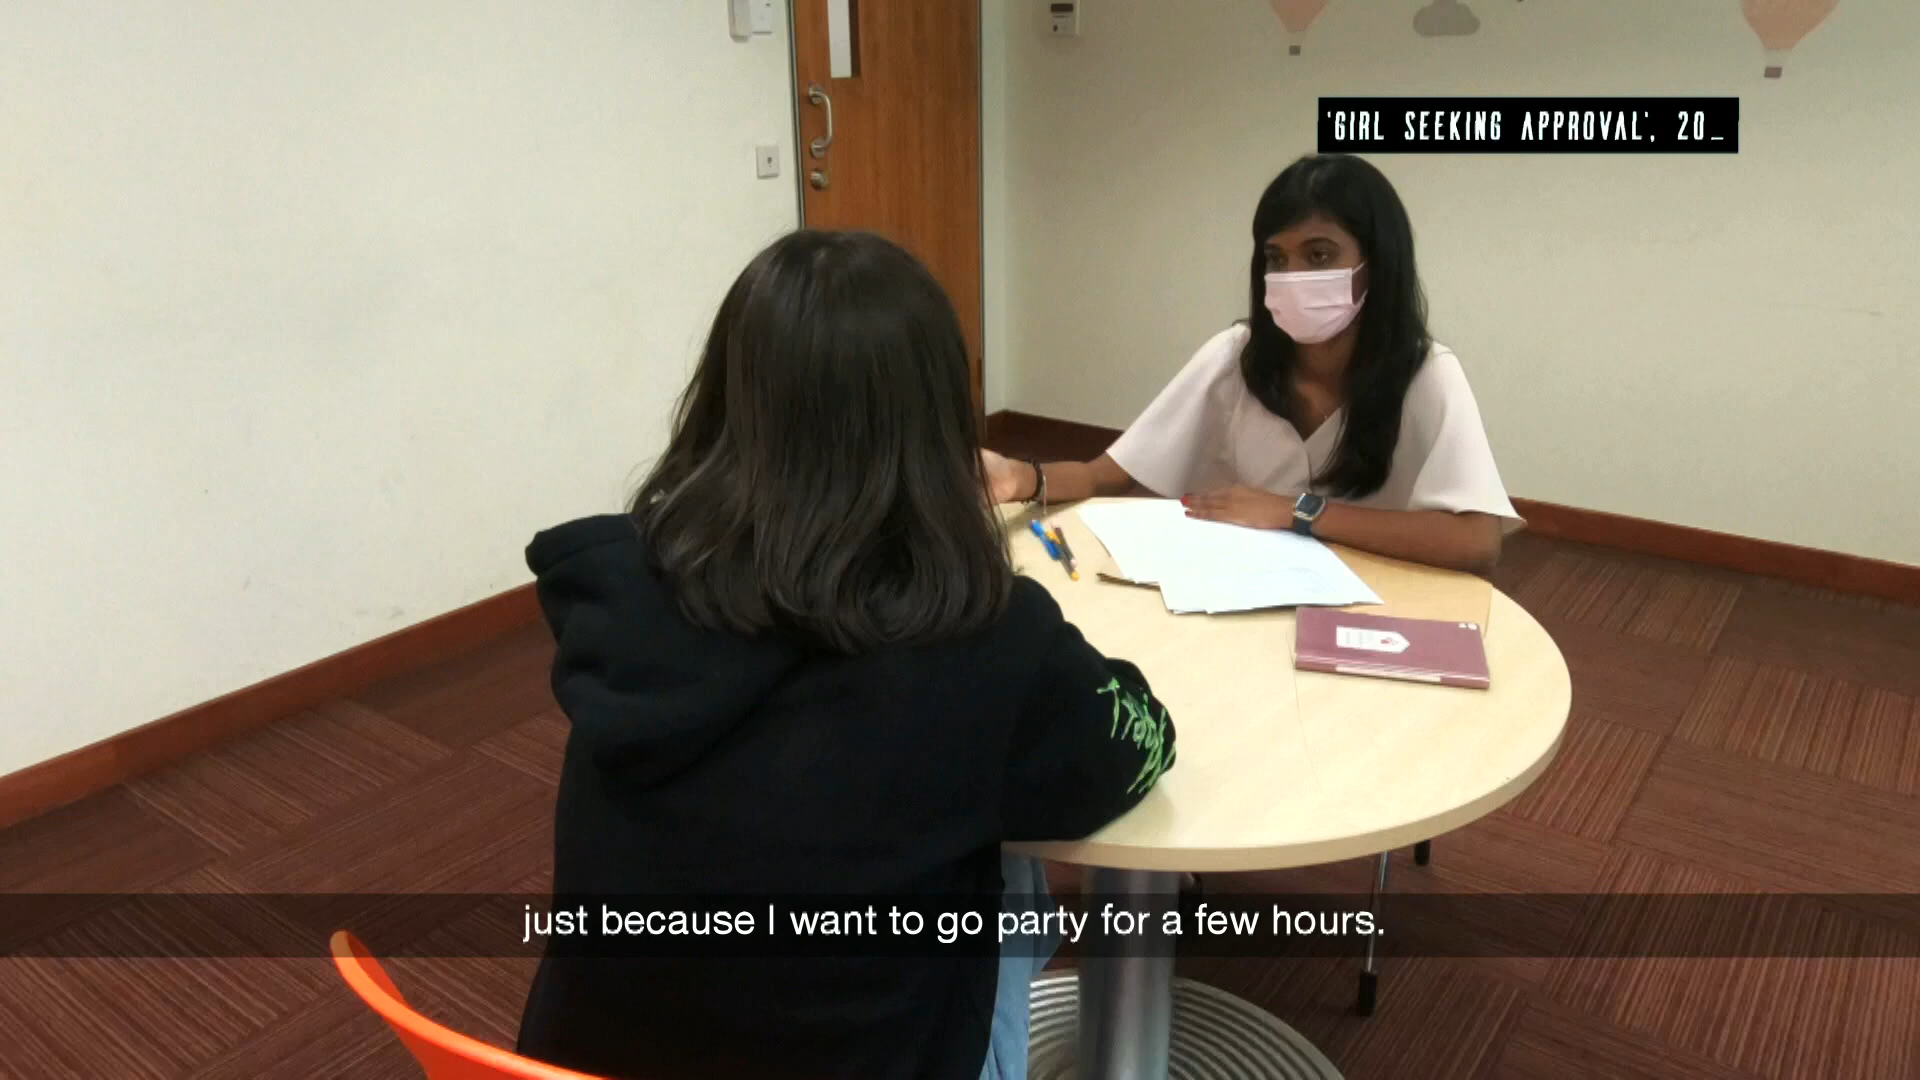 'GIRL SEEKING APPROVAL', 20_
just because I want to go party for a few hours.